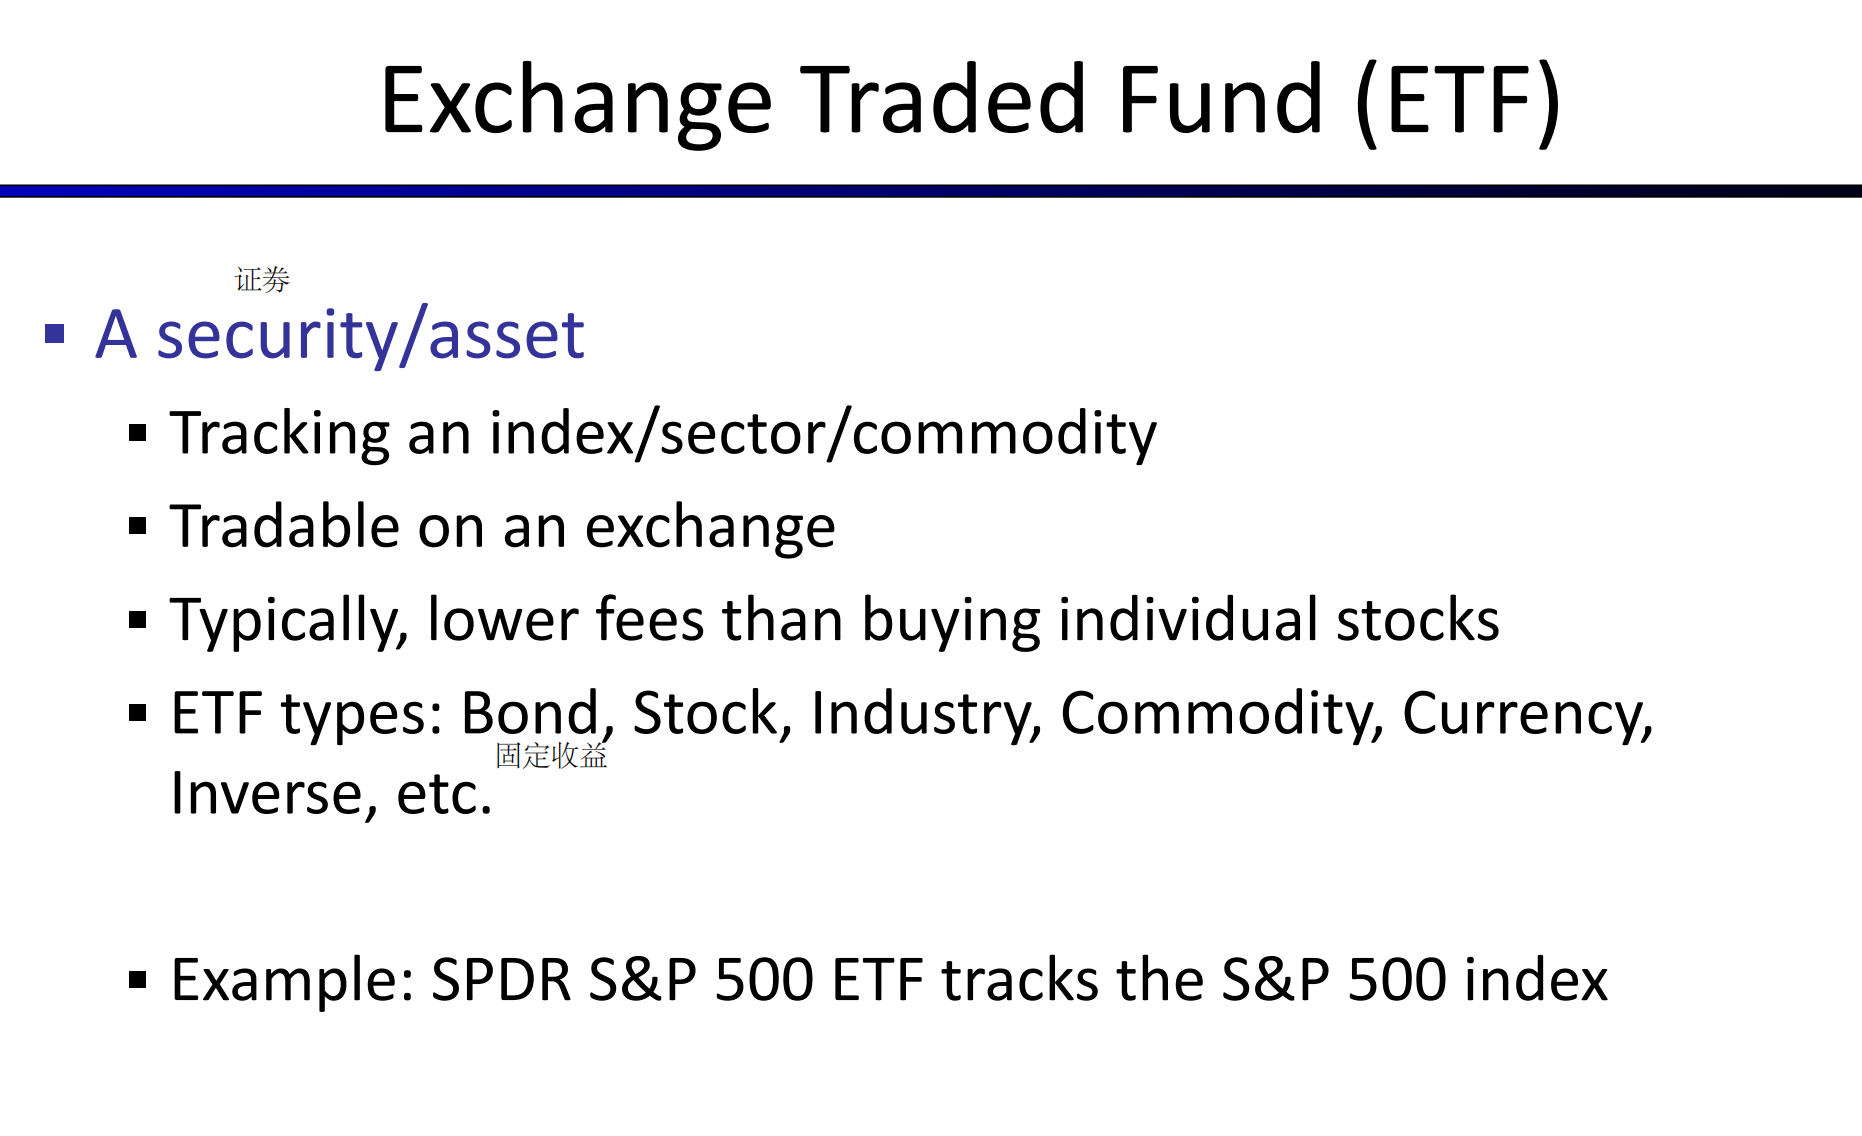 Exchange Traded Fund (ETF)
证劵
▪ A security/asset
▪ Tracking an index/sector/commodity
▪ Tradable on an exchange
▪ Typically, lower fees than buying individual stocks
▪ ETF types: Bond, Stock, Industry, Commodity, Currency,
固定收益
Inverse, etc.
▪ Example: SPDR S&P 500 ETF tracks the S&P 500 index